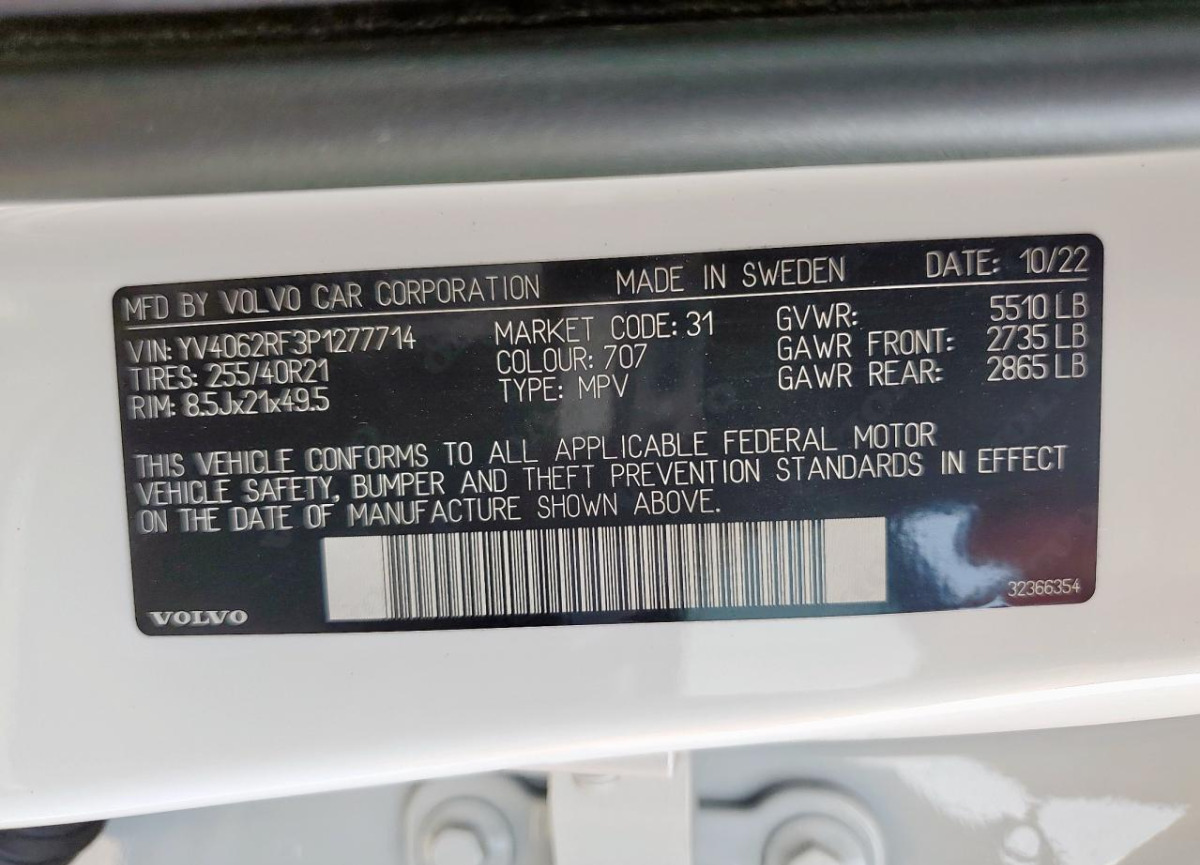 MFD BY VOLVO CAR CORPORATION MADE IN SWEDEN DATE: 10/22
VIN: YV4062RF3P1277714 MARKET CODE: 31 GVWR: 5510 LB
TIRES: 255/40R21 COLOUR: 707 GAWR FRONT: 2735 LB
RIM: 8.5Jx21x49.5 TYPE: MPV GAWR REAR: 2865 LB
THIS VEHICLE CONFORMS TO ALL APPLICABLE FEDERAL MOTOR
VEHICLE SAFETY, BUMPER AND THEFT PREVENTION STANDARDS IN EFFECT
ON THE DATE OF MANUFACTURE SHOWN ABOVE.
VOLVO 32366354